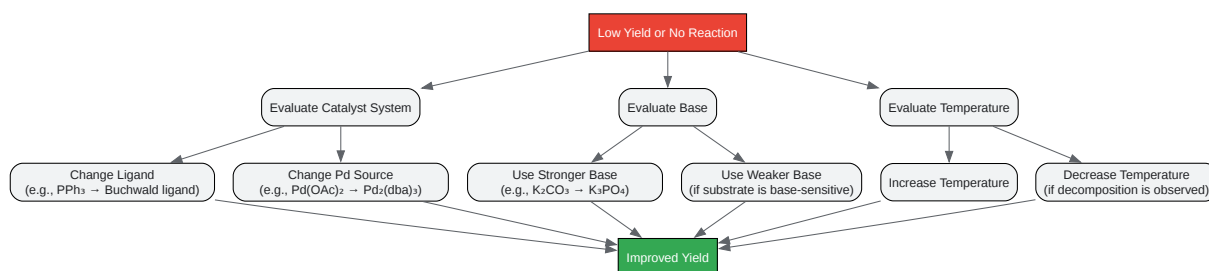 Low Yield or No Reaction
Evaluate Catalyst System
Evaluate Base
Evaluate Temperature
Change Ligand
(e.g., PPh₃ → Buchwald ligand)
Change Pd Source
(e.g., Pd(OAc)₂ → Pd₂(dba)₃)
Use Stronger Base
(e.g., K₂CO₃ → K₃PO₄)
Use Weaker Base
(if substrate is base-sensitive)
Increase Temperature
Decrease Temperature
(if decomposition is observed)
Improved Yield